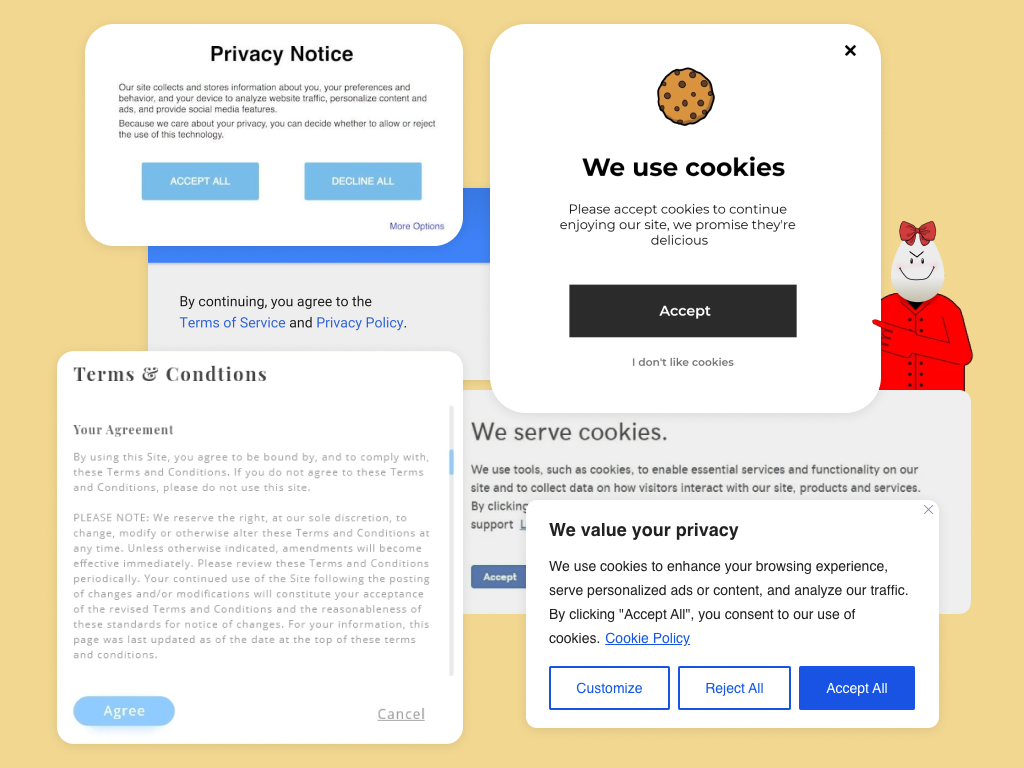 Privacy Notice
Our site collects and stores information about you, your preferences and
behavior, and your device to analyze website traffic, personalize content and
ads, and provide social media features.
Because we care about your privacy, you can decide whether to allow or reject
the use of this technology.
ACCEPT ALL
DECLINE ALL
More Options
We use cookies
Please accept cookies to continue
enjoying our site, we promise they're
delicious
Accept
I don't like cookies
By continuing, you agree to the
Terms of Service and Privacy Policy.
Terms & Condtions
Your Agreement
By using this Site, you agree to be bound by, and to comply with,
these Terms and Conditions. If you do not agree to these Terms
and Conditions, please do not use this site.
PLEASE NOTE: We reserve the right, at our sole discretion, to
change, modify or otherwise alter these Terms and Conditions at
any time. Unless otherwise indicated, amendments will become
effective immediately. Please review these Terms and Conditions
periodically. Your continued use of the Site following the posting
of changes and/or modifications will constitute your acceptance
of the revised Terms and Conditions and the reasonableness of
these standards for notice of changes. For your information, this
page was last updated as of the date at the top of these terms
and conditions.
Agree
Cancel
We serve cookies.
We use tools, such as cookies, to enable essential services and functionality on our
site and to collect data on how visitors interact with our site, products and services.
By clicking
support
Accept
We value your privacy
We use cookies to enhance your browsing experience,
serve personalized ads or content, and analyze our traffic.
By clicking "Accept All", you consent to our use of
cookies. Cookie Policy
Customize
Reject All
Accept All